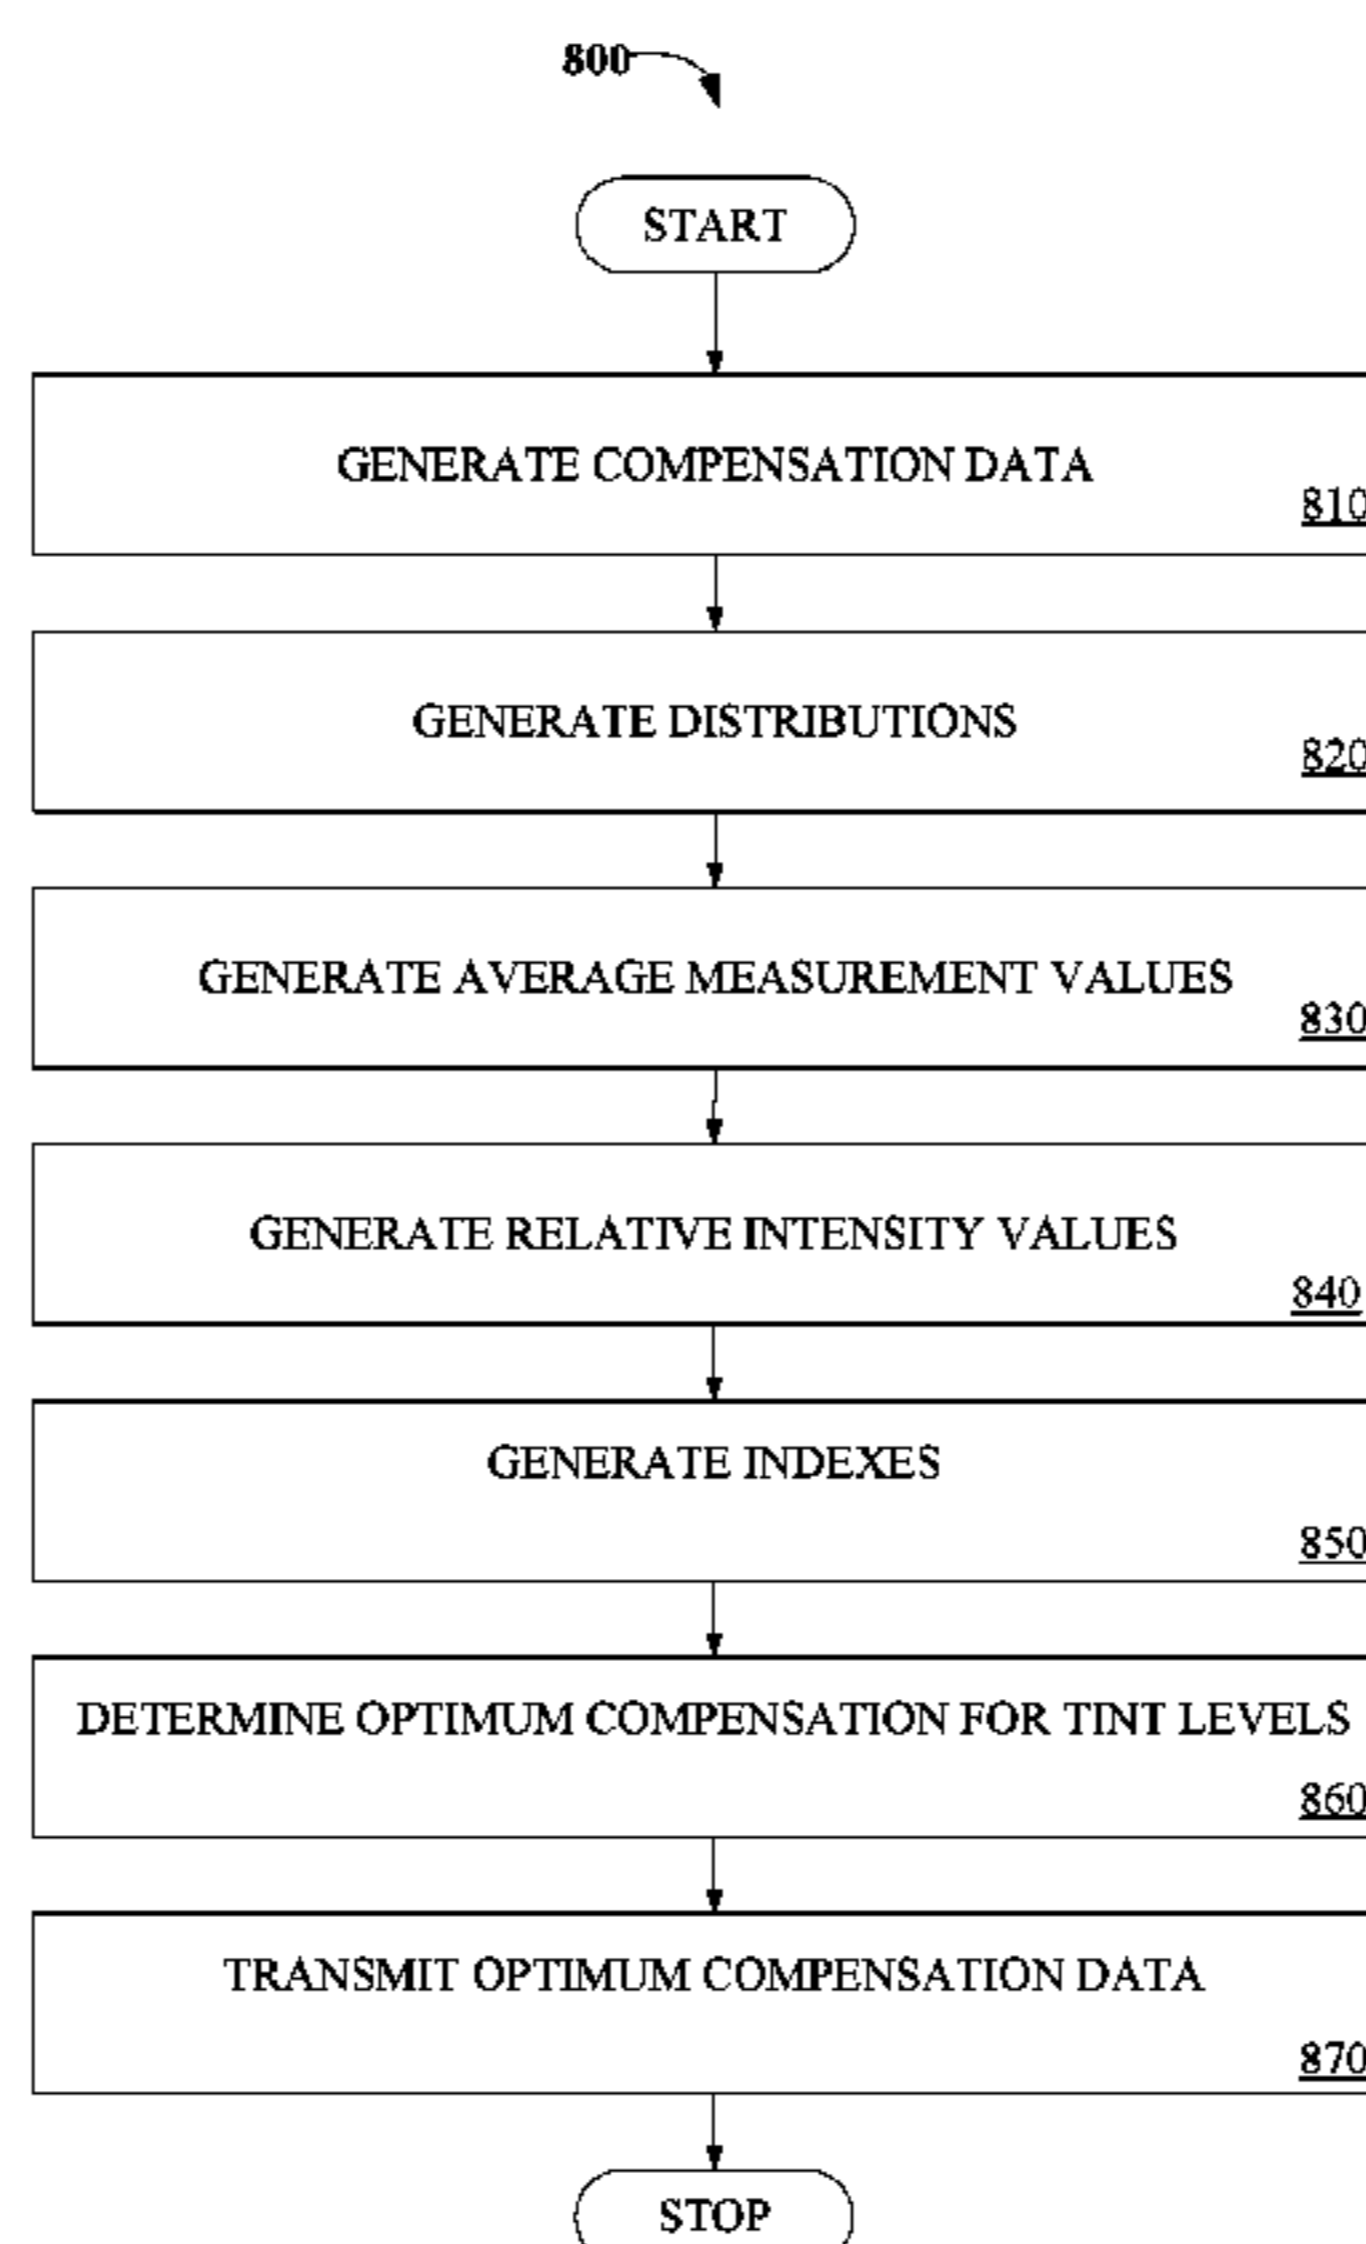 800
START
GENERATE COMPENSATION DATA
810
GENERATE DISTRIBUTIONS
820
GENERATE AVERAGE MEASUREMENT VALUES
830
GENERATE RELATIVE INTENSITY VALUES
840
GENERATE INDEXES
850
DETERMINE OPTIMUM COMPENSATION FOR TINT LEVELS
860
TRANSMIT OPTIMUM COMPENSATION DATA
870
STOP